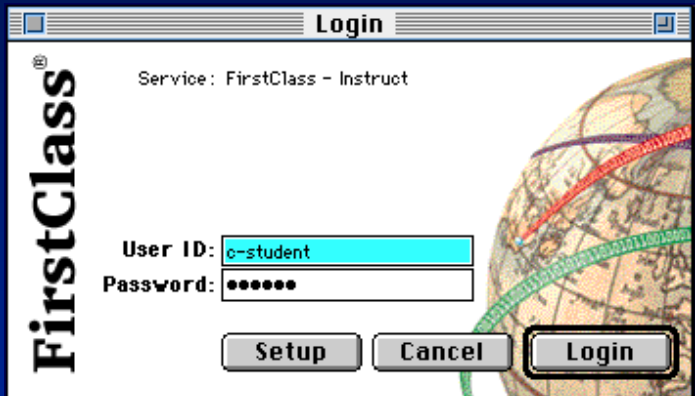 Login
FirstClass®
Service: FirstClass - Instruct
User ID: c-student
Password: ●●●●●●
Setup Cancel Login